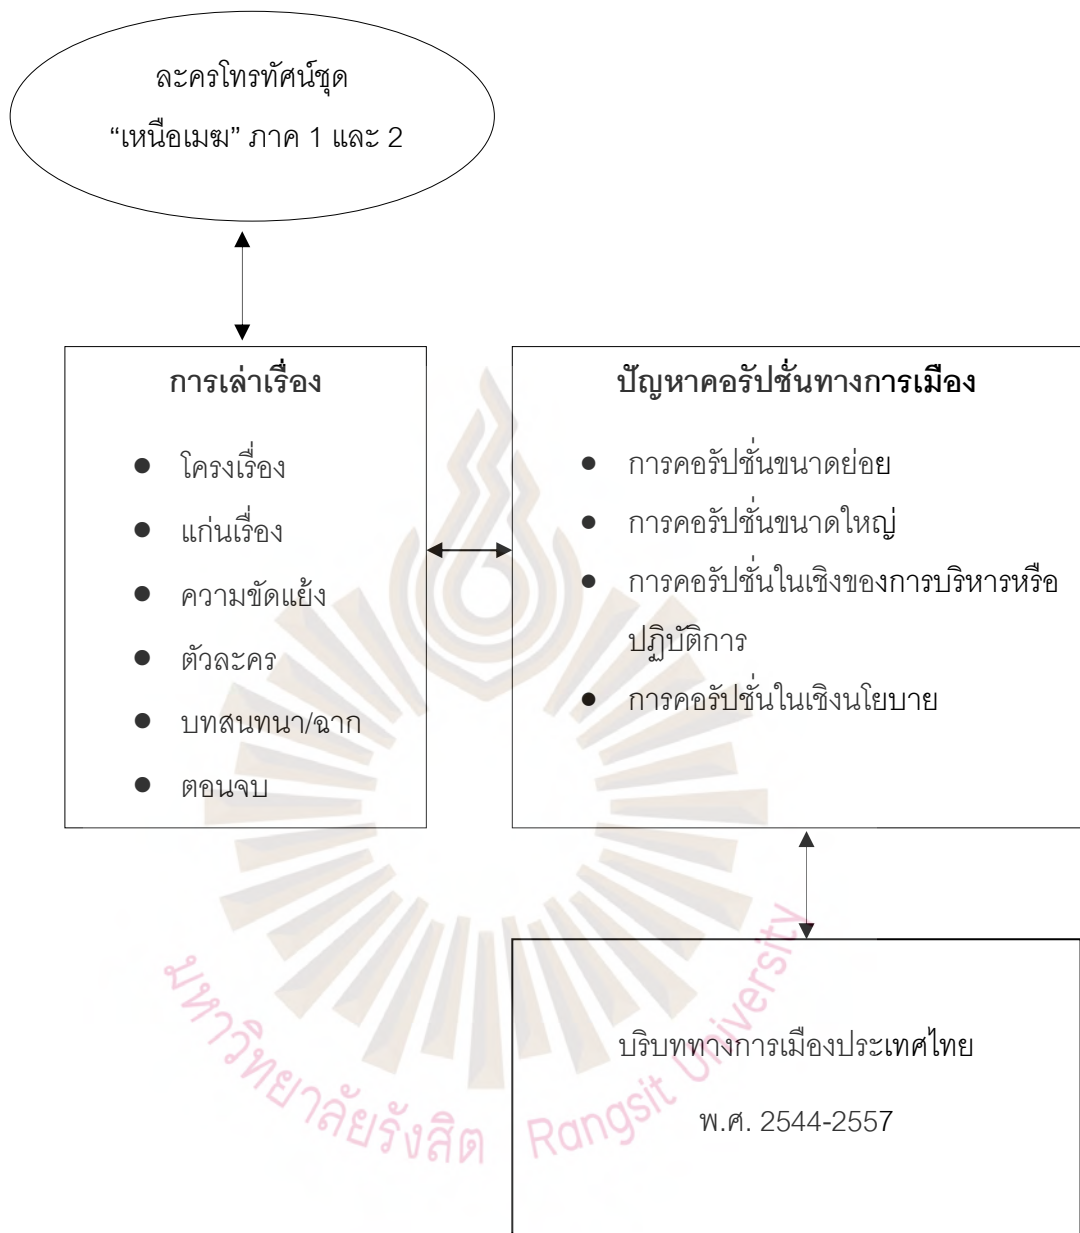 ละครโทรทัศน์ชุด
“เหนือเมฆ” ภาค 1 และ 2
การเล่าเรื่อง
● โครงเรื่อง
● แก่นเรื่อง
● ความขัดแย้ง
● ตัวละคร
● บทสนทนา/ฉาก
● ตอนจบ
ปัญหาคอรัปชั่นทางการเมือง
● การคอรัปชั่นขนาดย่อย
● การคอรัปชั่นขนาดใหญ่
● การคอรัปชั่นในเชิงของการบริหารหรือ
ปฏิบัติการ
● การคอรัปชั่นในเชิงนโยบาย
บริบททางการเมืองประเทศไทย
พ.ศ. 2544-2557
มหาวิทยาลัยรังสิต Rangsit University